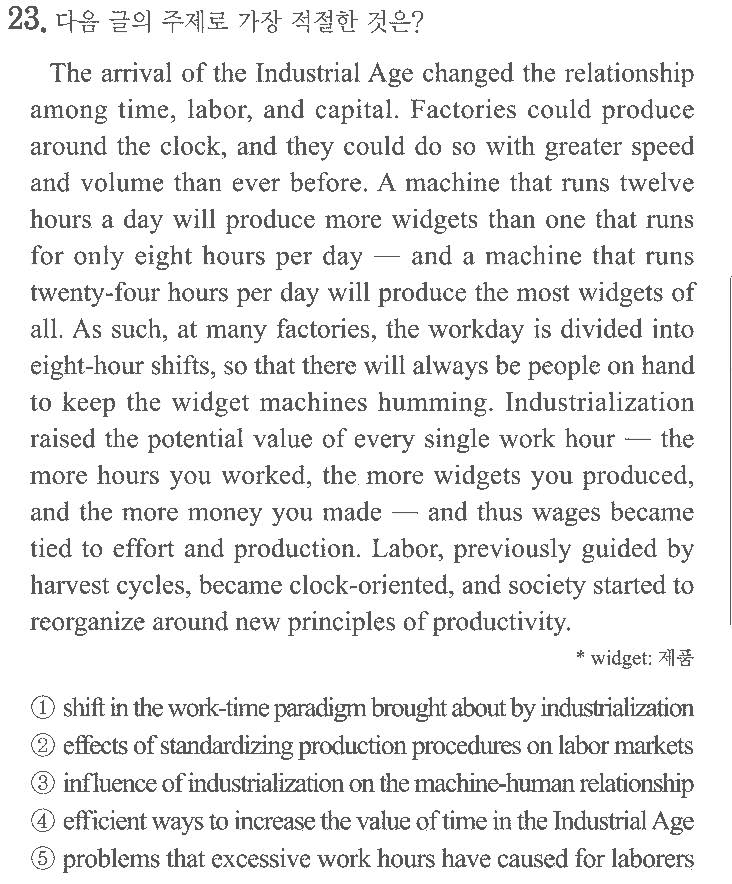 23. 다음 글의 주제로 가장 적절한 것은?
The arrival of the Industrial Age changed the relationship
among time, labor, and capital. Factories could produce
around the clock, and they could do so with greater speed
and volume than ever before. A machine that runs twelve
hours a day will produce more widgets than one that runs
for only eight hours per day — and a machine that runs
twenty-four hours per day will produce the most widgets of
all. As such, at many factories, the workday is divided into
eight-hour shifts, so that there will always be people on hand
to keep the widget machines humming. Industrialization
raised the potential value of every single work hour — the
more hours you worked, the more widgets you produced,
and the more money you made — and thus wages became
tied to effort and production. Labor, previously guided by
harvest cycles, became clock-oriented, and society started to
reorganize around new principles of productivity.
* widget: 제품
① shift in the work-time paradigm brought about by industrialization
② effects of standardizing production procedures on labor markets
③ influence of industrialization on the machine-human relationship
④ efficient ways to increase the value of time in the Industrial Age
⑤ problems that excessive work hours have caused for laborers